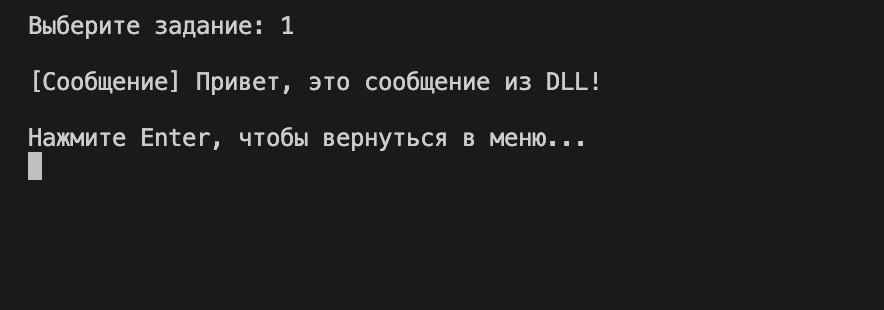 Выберите задание: 1
[Сообщение] Привет, это сообщение из DLL!
Нажмите Enter, чтобы вернуться в меню...